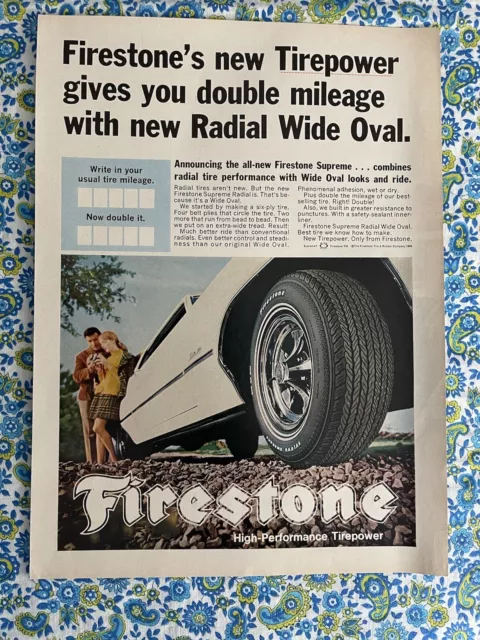 Firestone's new Tirepower
gives you double mileage
with new Radial Wide Oval.
Write in your
usual tire mileage.
Now double it.
Announcing the all-new Firestone Supreme . . . combines
radial tire performance with Wide Oval looks and ride.
Radial tires aren't new. But the new
Firestone Supreme Radial is. That's be-
cause it's a Wide Oval.
We started by making a six-ply tire.
Four belt plies that circle the tire. Two
more that run from bead to bead. Then
we put on an extra-wide tread. Result:
Much better ride than conventional
radials. Even better control and steadi-
ness than our original Wide Oval.
Phenomenal adhesion, wet or dry.
Plus double the mileage of our best-
selling tire. Right! Double!
Also, we built in greater resistance to
punctures. With a safety-sealant inner-
liner.
Firestone Supreme Radial Wide Oval.
Best tire we know how to make.
New Tirepower. Only from Firestone.
Firestone
High-Performance Tirepower